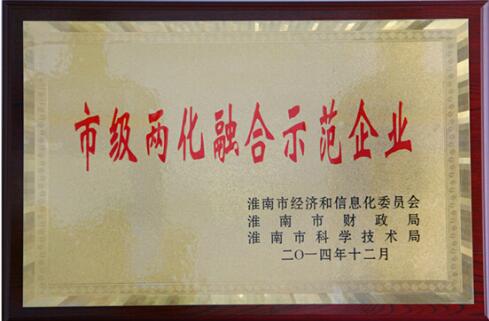 市级两化融合示范企业
淮南市经济和信息化委员会
淮南市财政局
淮南市科学技术局
二〇一四年十二月